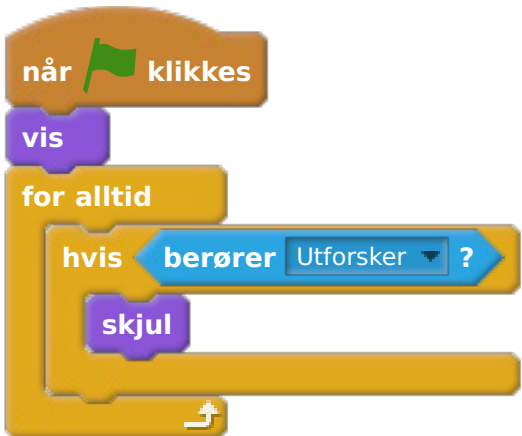 når klikkes
vis
for alltid
hvis berører Utforsker ?
skjul